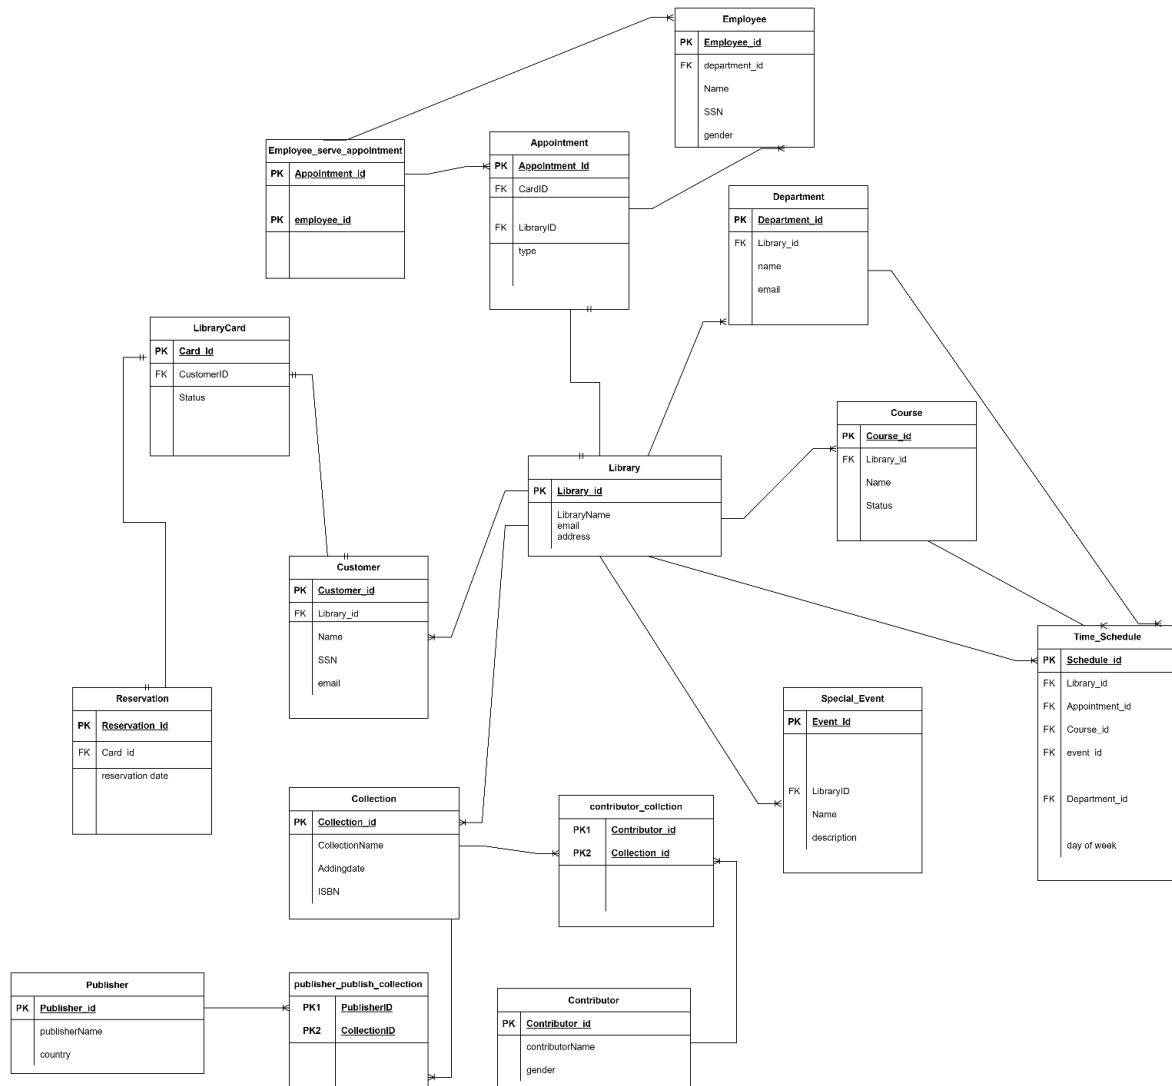 Employee
PK Employee_id
FK department_id
Name
SSN
gender
Employee_serve_appointment
PK Appointment_Id
PK employee_id
Appointment
PK Appointment_Id
FK CardID
FK LibraryID
type
Department
PK Department_id
FK Library_id
name
email
LibraryCard
PK Card_Id
FK CustomerID
Status
Course
PK Course_id
FK Library_id
Name
Status
Library
PK Library_id
LibraryName
email
address
Customer
PK Customer_id
FK Library_id
Name
SSN
email
Time_Schedule
PK Schedule_id
FK Library_id
FK Appointment_id
FK Course_id
FK event_id
FK Department_id
day of week
Reservation
PK Reservation_Id
FK Card_id
reservation date
Special_Event
PK Event_Id
FK LibraryID
Name
description
Collection
PK Collection_id
CollectionName
Addingdate
ISBN
contributor_collction
PK1 Contributor_id
PK2 Collection_id
Publisher
PK Publisher_id
publisherName
country
publisher_publish_collection
PK1 PublisherID
PK2 CollectionID
Contributor
PK Contributor_id
contributorName
gender